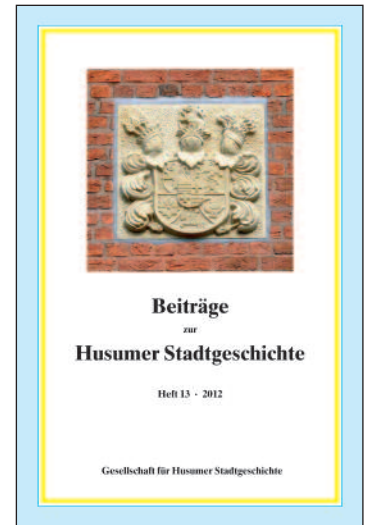 Beiträge
zur
Husumer Stadtgeschichte
Heft 13 · 2012
Gesellschaft für Husumer Stadtgeschichte